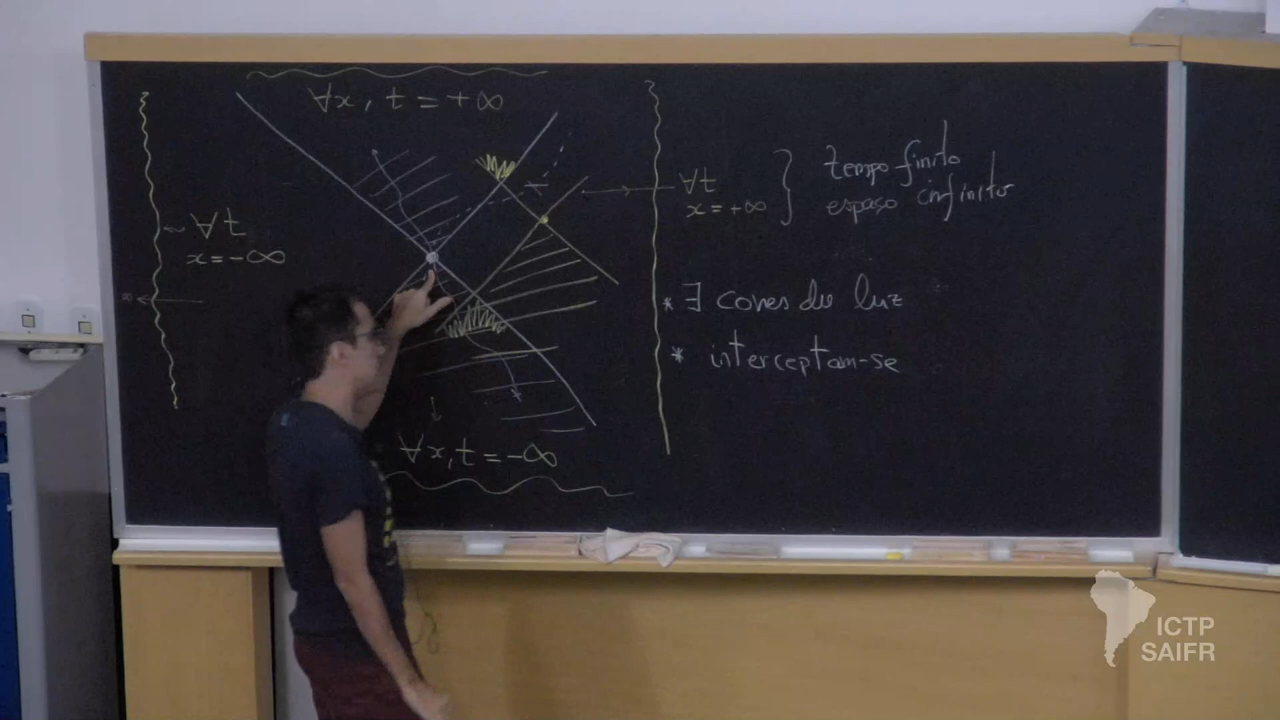 ∀x, t = +∞
∀t
x = -∞
∞ ←
∀x, t = -∞
∀t
x = +∞
tempo finito
espaço infinito
* ∃ cones de luz
* interceptam-se
ICTP
SAIFR